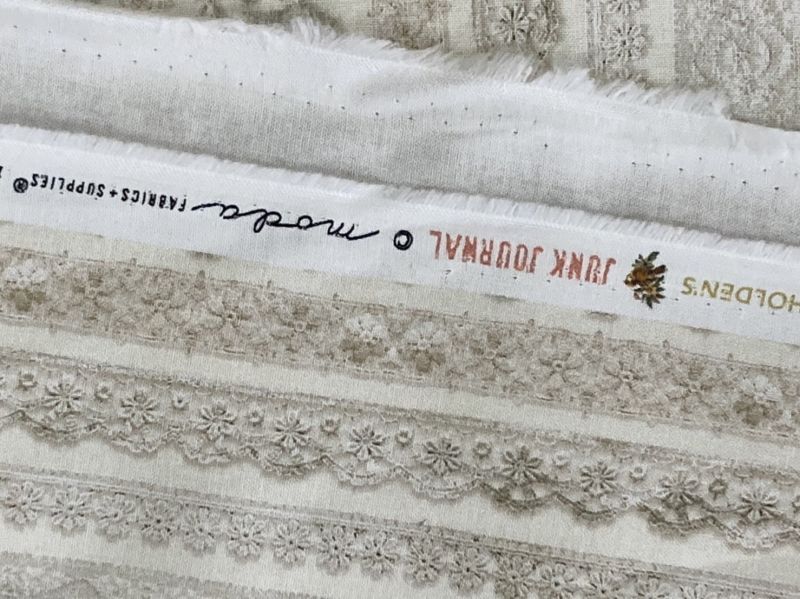 HOLDEN'S JUNK JOURNAL moda FABRICS + SUPPLIES®